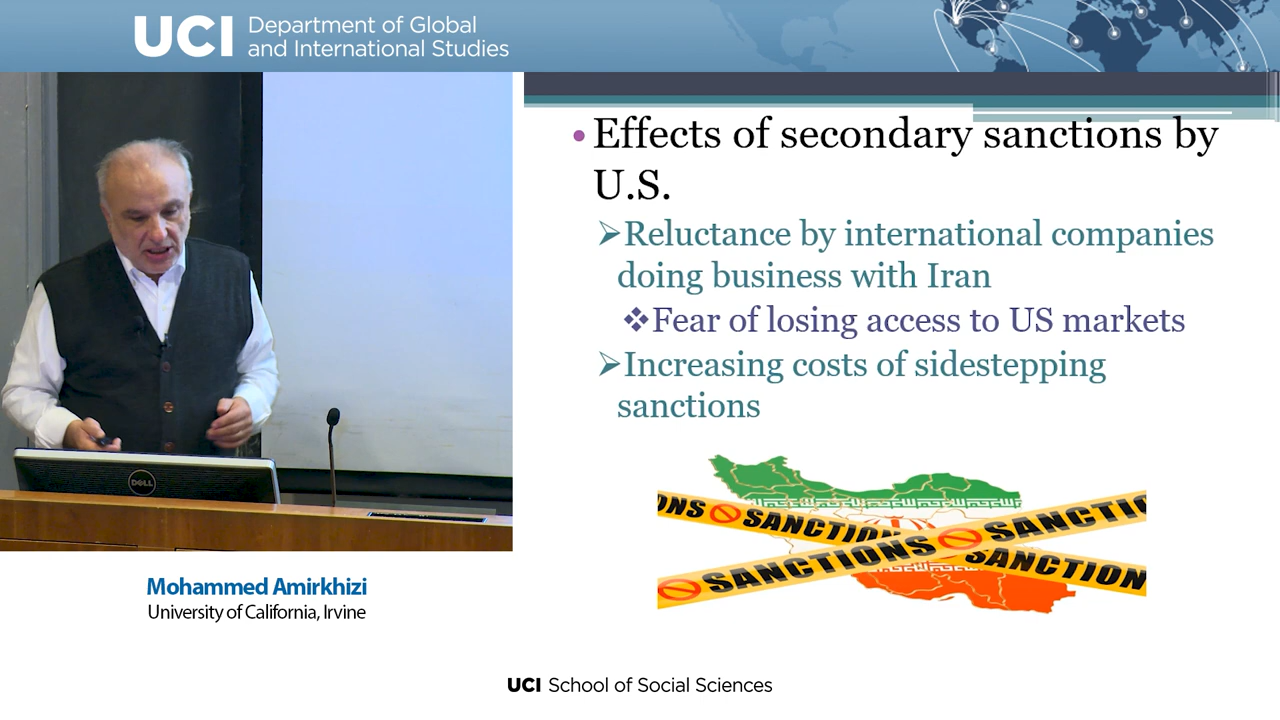 UCI Department of Global
and International Studies
• Effects of secondary sanctions by
U.S.
➢Reluctance by international companies
doing business with Iran
❖Fear of losing access to US markets
➢Increasing costs of sidestepping
sanctions
ONS SANCTION
SANCTIONS SANCTIO
SANCTION
DELL
Mohammed Amirkhizi
University of California, Irvine
UCI School of Social Sciences